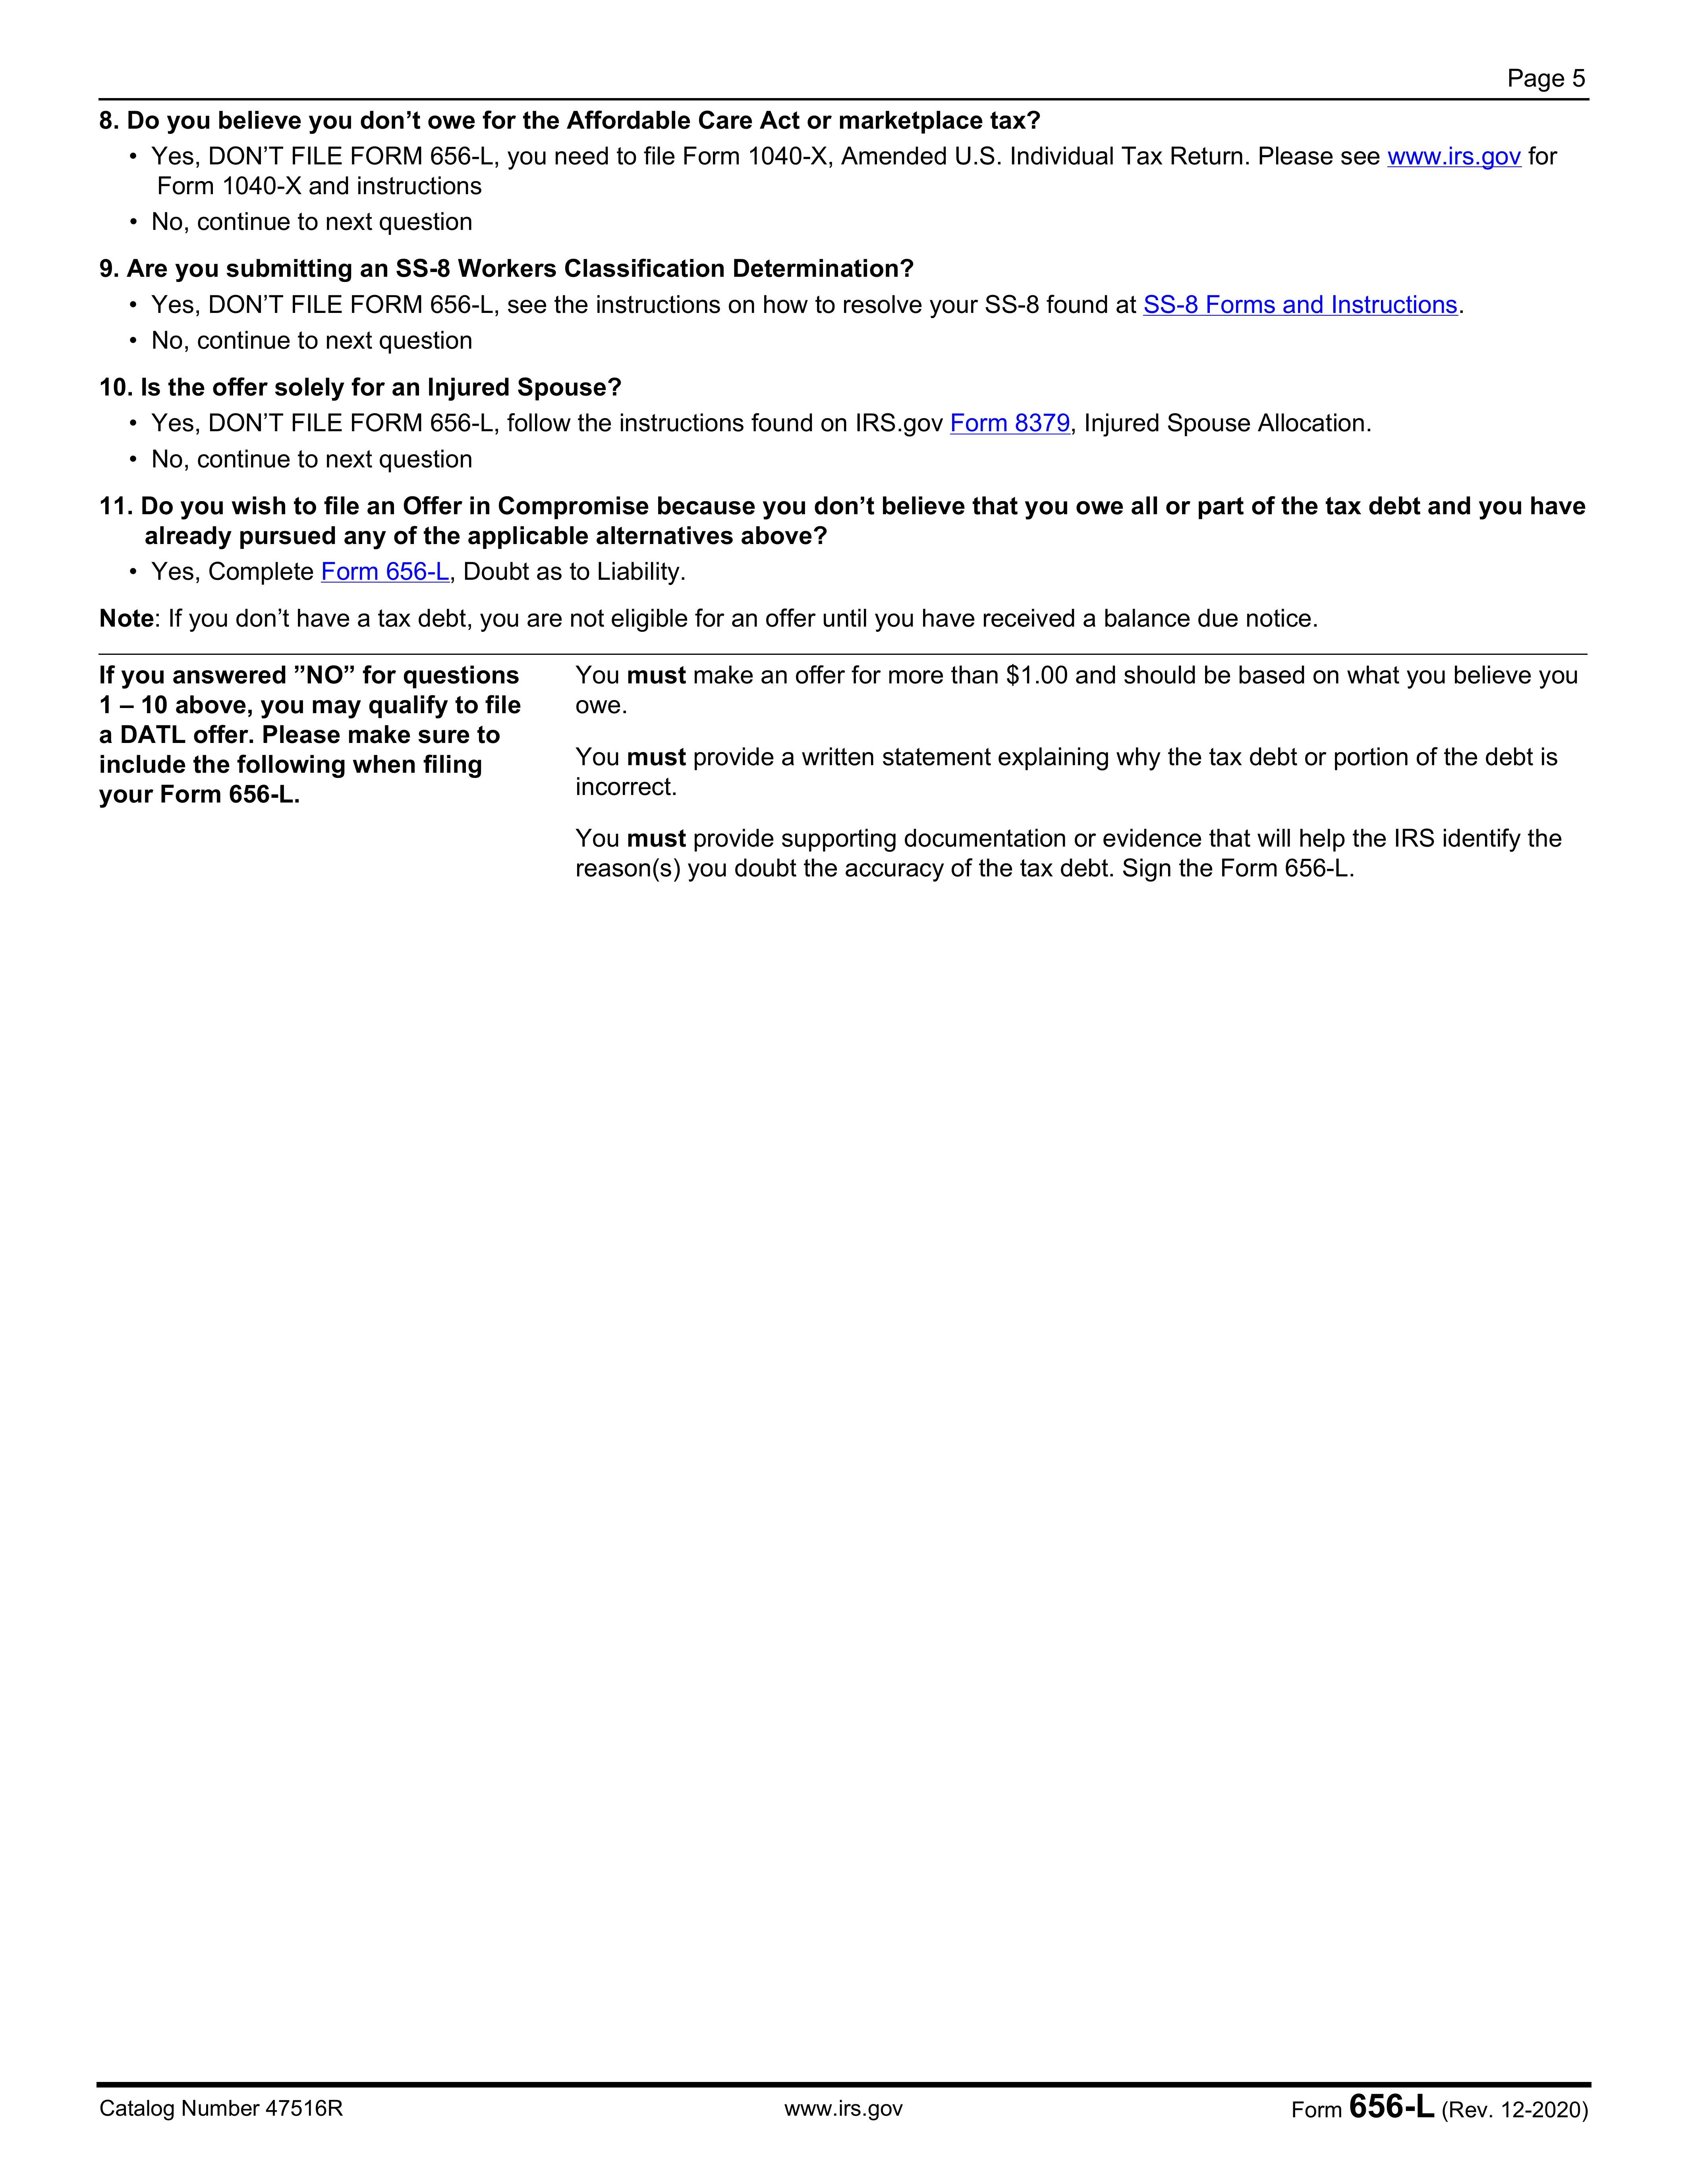 Page 5
8. Do you believe you don’t owe for the Affordable Care Act or marketplace tax?
• Yes, DON’T FILE FORM 656-L, you need to file Form 1040-X, Amended U.S. Individual Tax Return. Please see www.irs.gov for
Form 1040-X and instructions
• No, continue to next question
9. Are you submitting an SS-8 Workers Classification Determination?
• Yes, DON’T FILE FORM 656-L, see the instructions on how to resolve your SS-8 found at SS-8 Forms and Instructions.
• No, continue to next question
10. Is the offer solely for an Injured Spouse?
• Yes, DON’T FILE FORM 656-L, follow the instructions found on IRS.gov Form 8379, Injured Spouse Allocation.
• No, continue to next question
11. Do you wish to file an Offer in Compromise because you don’t believe that you owe all or part of the tax debt and you have
already pursued any of the applicable alternatives above?
• Yes, Complete Form 656-L, Doubt as to Liability.
Note: If you don’t have a tax debt, you are not eligible for an offer until you have received a balance due notice.
If you answered ”NO” for questions
1 – 10 above, you may qualify to file
a DATL offer. Please make sure to
include the following when filing
your Form 656-L.
You must make an offer for more than $1.00 and should be based on what you believe you
owe.
You must provide a written statement explaining why the tax debt or portion of the debt is
incorrect.
You must provide supporting documentation or evidence that will help the IRS identify the
reason(s) you doubt the accuracy of the tax debt. Sign the Form 656-L.
Catalog Number 47516R
www.irs.gov
Form 656-L (Rev. 12-2020)